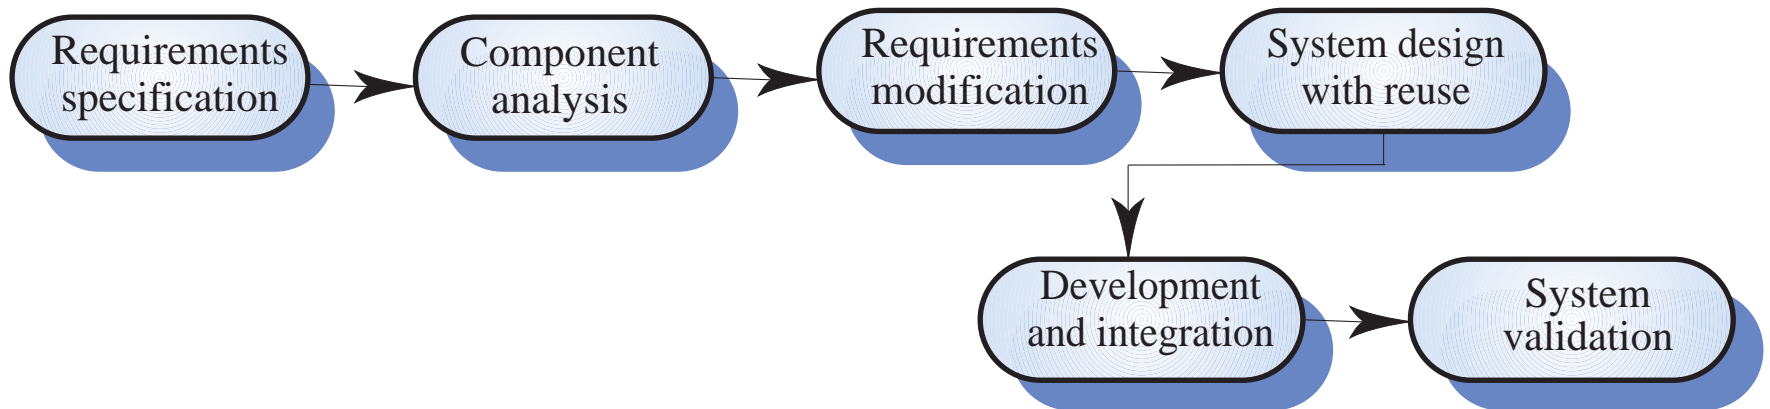 Requirements
specification
Component
analysis
Requirements
modification
System design
with reuse
Development
and integration
System
validation